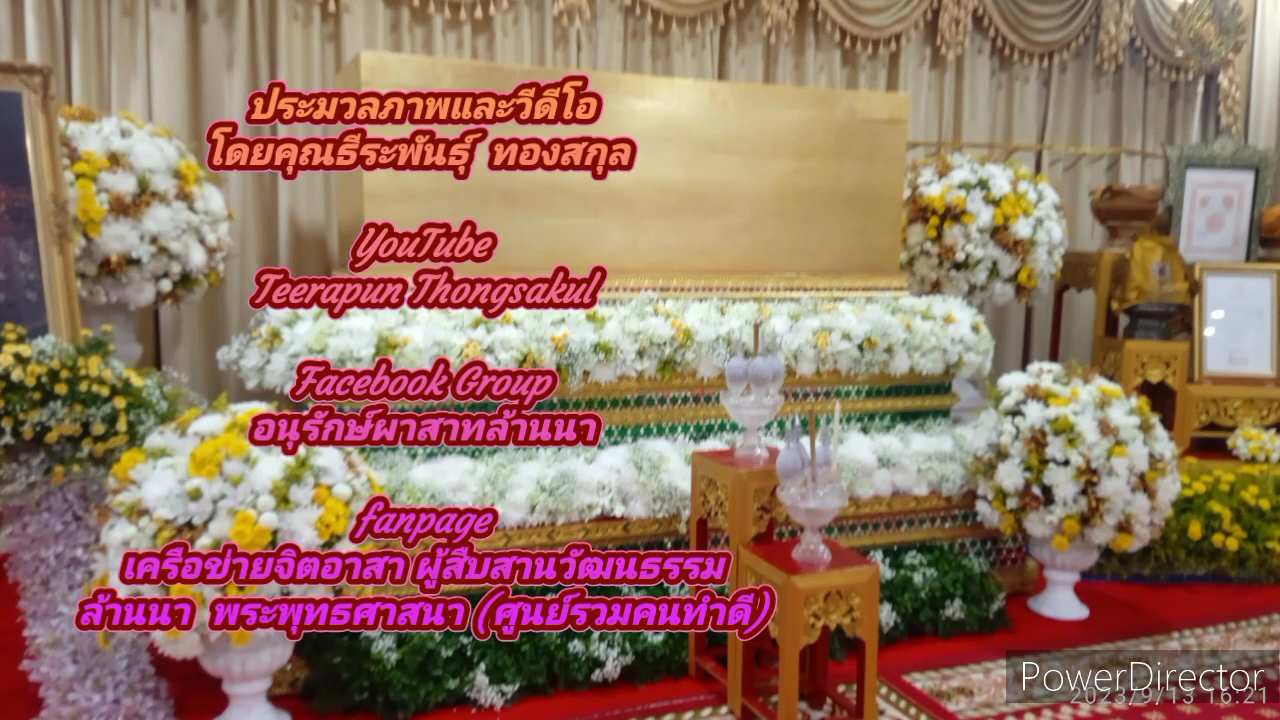 ประมวลภาพและวีดีโอ
โดยคุณธีระพันธุ์ ทองสกุล
YouTube
Teerapun Thongsakul
Facebook Group
อนุรักษ์ผาสาทล้านนา
fanpage
เครือข่ายจิตอาสา ผู้สืบสานวัฒนธรรม
ล้านนา พระพุทธศาสนา (ศูนย์รวมคนทำดี)
PowerDirector
2023/9/13 16:21